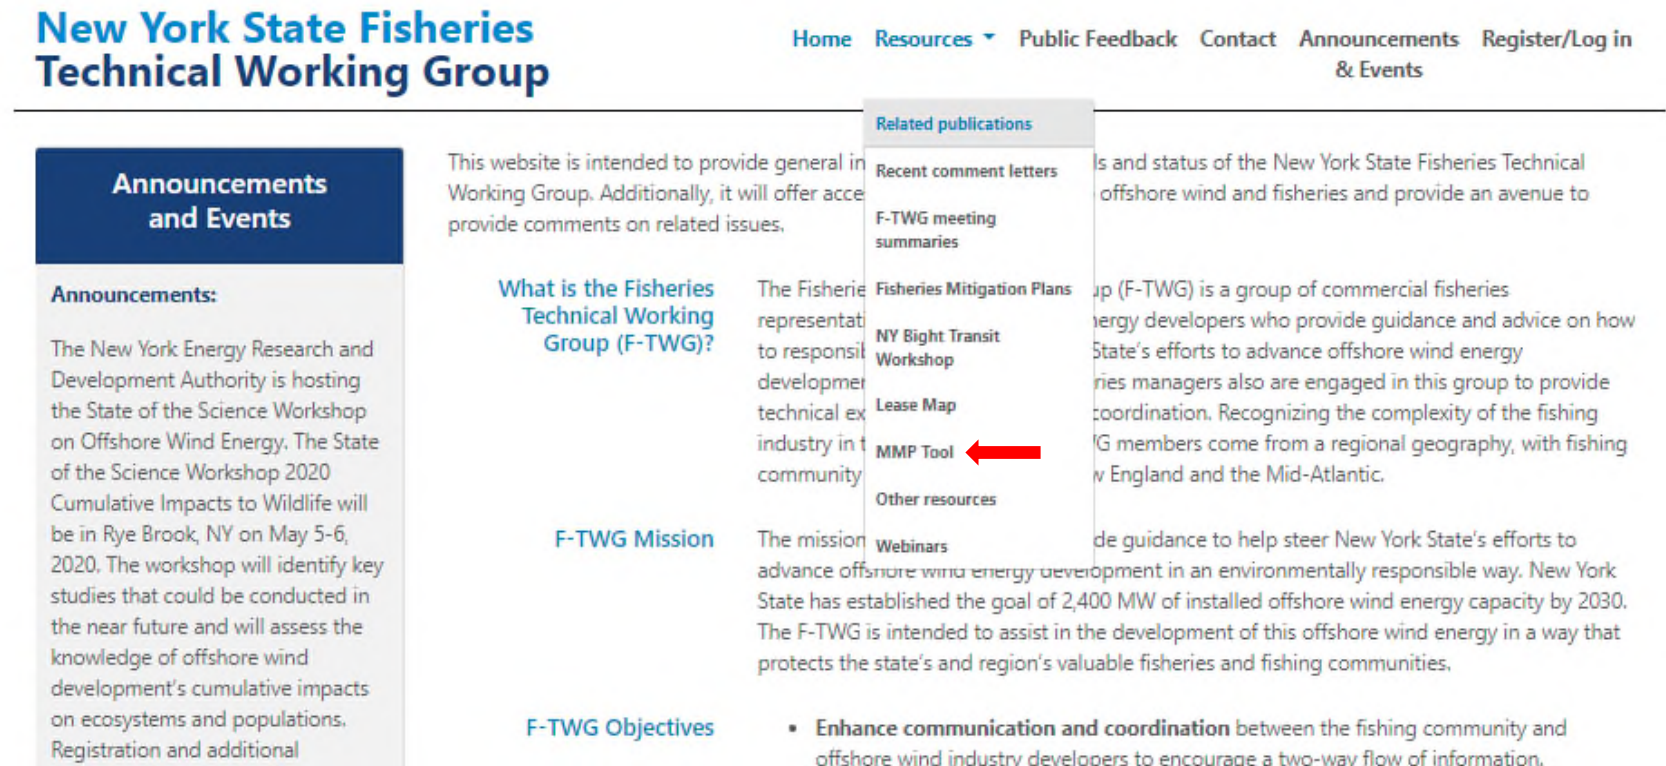 New York State Fisheries
Technical Working Group
Home Resources Public Feedback Contact Announcements & Events Register/Log in
Related publications
Recent comment letters
F-TWG meeting
summaries
Fisheries Mitigation Plans
NY Bight Transit
Workshop
Lease Map
MMP Tool
Other resources
Webinars
Announcements
and Events
Announcements:
The New York Energy Research and
Development Authority is hosting
the State of the Science Workshop
on Offshore Wind Energy. The State
of the Science Workshop 2020
Cumulative Impacts to Wildlife will
be in Rye Brook, NY on May 5-6,
2020. The workshop will identify key
studies that could be conducted in
the near future and will assess the
knowledge of offshore wind
development's cumulative impacts
on ecosystems and populations.
Registration and additional
This website is intended to provide general in ls and status of the New York State Fisheries Technical
Working Group. Additionally, it will offer acce offshore wind and fisheries and provide an avenue to
provide comments on related issues.
What is the Fisheries
Technical Working
Group (F-TWG)?
The Fisherie up (F-TWG) is a group of commercial fisheries
representati nergy developers who provide guidance and advice on how
to responsib State's efforts to advance offshore wind energy
developmen ries managers also are engaged in this group to provide
technical ex coordination. Recognizing the complexity of the fishing
industry in t G members come from a regional geography, with fishing
community w England and the Mid-Atlantic.
F-TWG Mission
The mission de guidance to help steer New York State's efforts to
advance offshore wind energy development in an environmentally responsible way. New York
State has established the goal of 2,400 MW of installed offshore wind energy capacity by 2030.
The F-TWG is intended to assist in the development of this offshore wind energy in a way that
protects the state's and region's valuable fisheries and fishing communities.
F-TWG Objectives
• Enhance communication and coordination between the fishing community and
offshore wind industry developers to encourage a two-way flow of information.